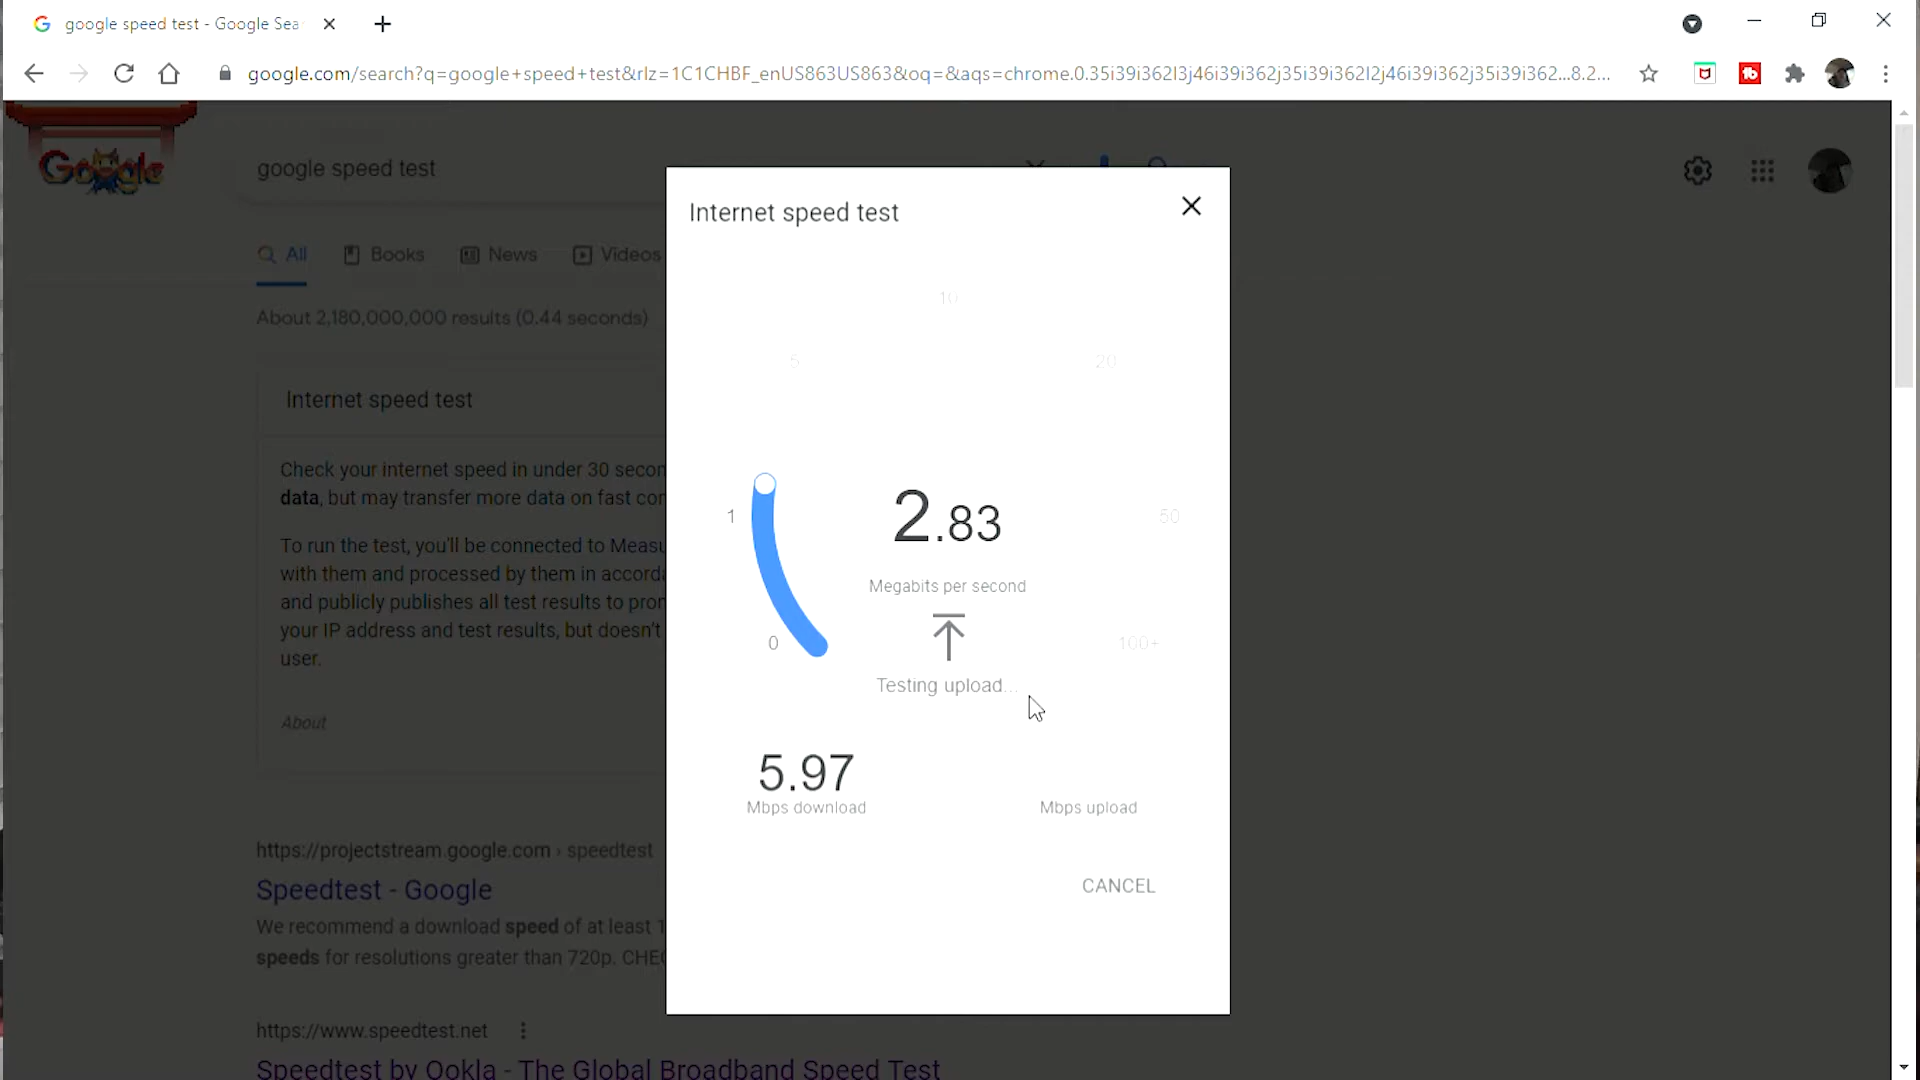 google speed test - Google Sea
google.com/search?q=google+speed+test&rlz=1C1CHBF_enUS863US863&oq=&aqs=chrome.0.35i39i362l3j46i39i362j35i39i362l2j46i39i362j35i39i362...8.2...
Google
google speed test
All Books News Videos
About 2,180,000,000 results (0.44 seconds)
Internet speed test
Check your internet speed in under 30 secon
data, but may transfer more data on fast con
To run the test, you'll be connected to Measu
with them and processed by them in accorda
and publicly publishes all test results to pron
your IP address and test results, but doesn't
user.
About
https://projectstream.google.com › speedtest
Speedtest - Google
We recommend a download speed of at least 1
speeds for resolutions greater than 720p. CHEC
https://www.speedtest.net
Speedtest by Ookla - The Global Broadband Speed Test
Internet speed test
10
5 20
1 50
0 100+
2.83
Megabits per second
Testing upload...
5.97
Mbps download
Mbps upload
CANCEL